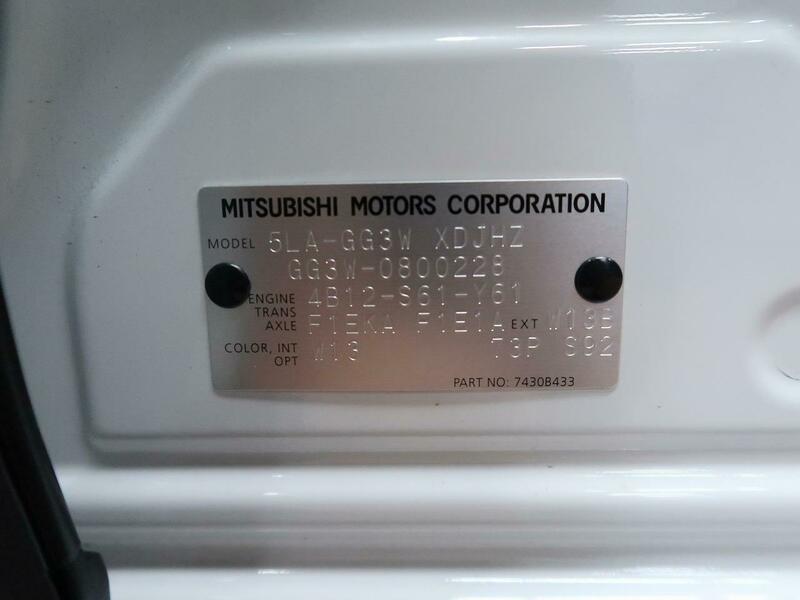 MITSUBISHI MOTORS CORPORATION
MODEL 5LA-GG3W XDJHZ
GG3W-0800228
ENGINE 4B12-S61-Y61
TRANS AXLE F1EKA F1E1A EXT W13B
COLOR, INT OPT W13 T3P S92
PART NO: 7430B433